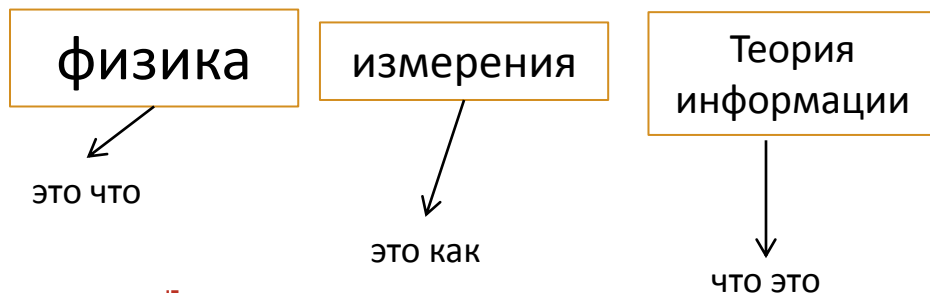 физика
измерения
Теория
информации
это что
это как
что это